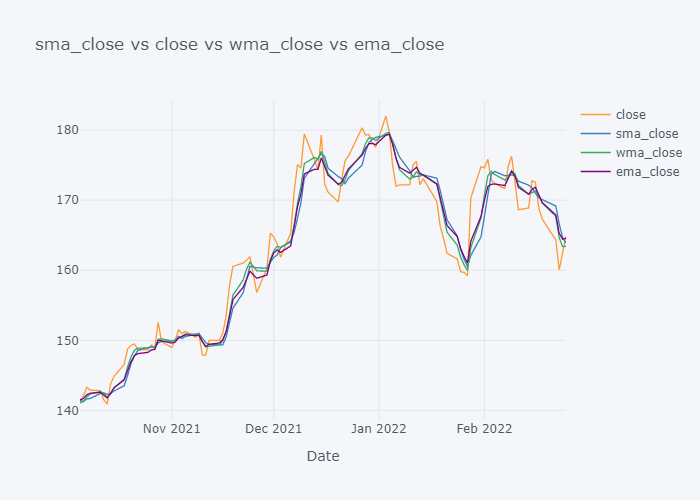 sma_close vs close vs wma_close vs ema_close
close
sma_close
wma_close
ema_close
180
170
160
150
140
Nov 2021
Dec 2021
Jan 2022
Feb 2022
Date